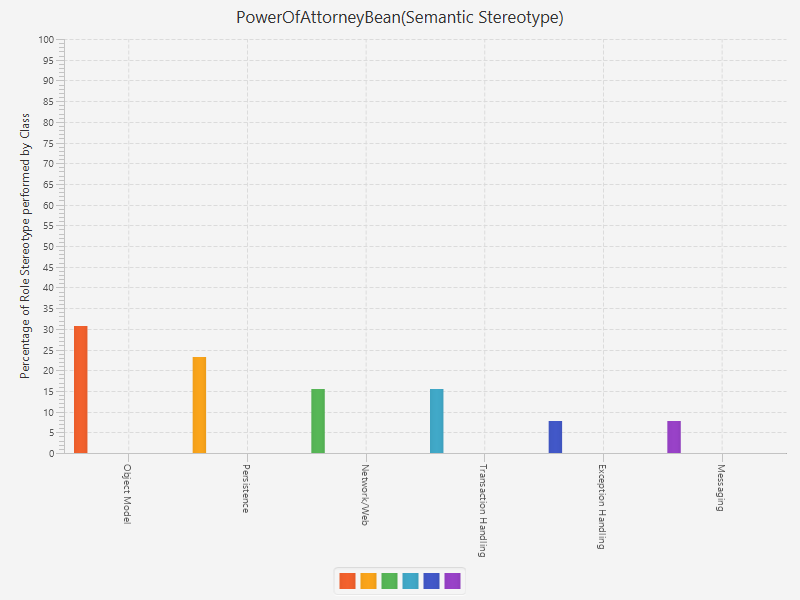 PowerOfAttorneyBean(Semantic Stereotype)
Percentage of Role Stereotype performed by Class
100
95
90
85
80
75
70
65
60
55
50
45
40
35
30
25
20
15
10
5
0
Object Model
Persistence
Network/Web
Transaction Handling
Exception Handling
Messaging